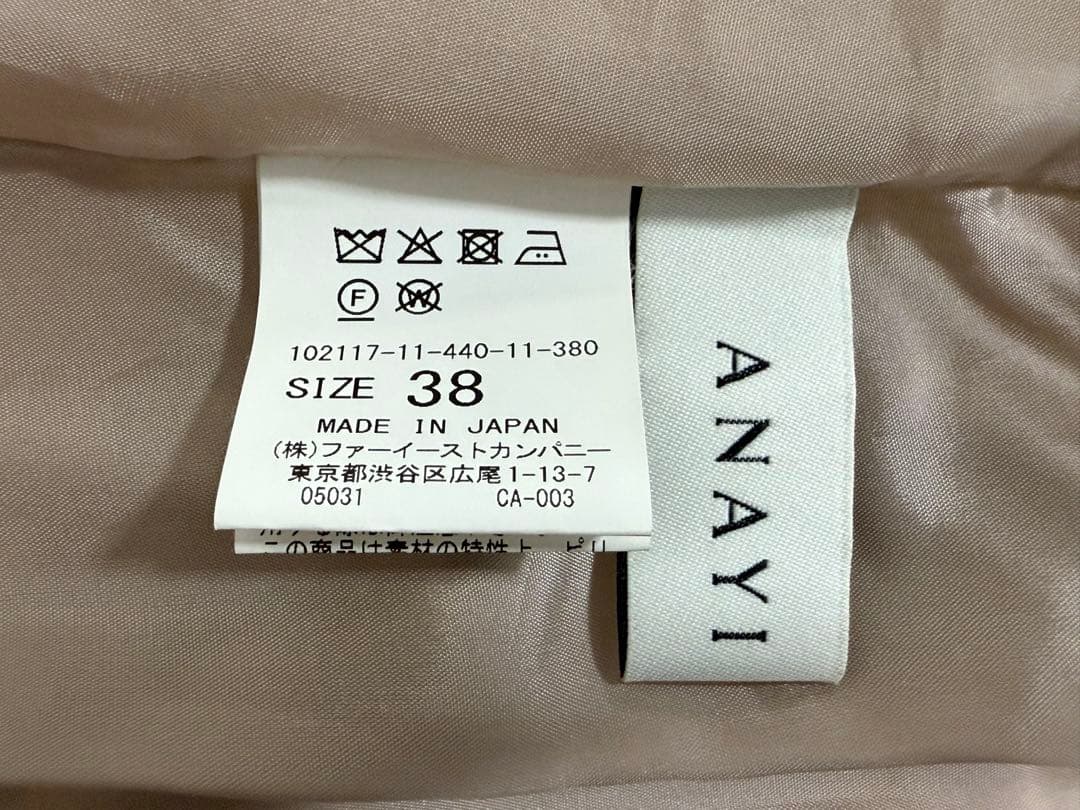 F W
102117-11-440-11-380
SIZE 38
MADE IN JAPAN
(株)ファーイーストカンパニー
東京都渋谷区広尾1-13-7
05031 CA-003
この商品は素材の特性上、ピリ
ANAYI